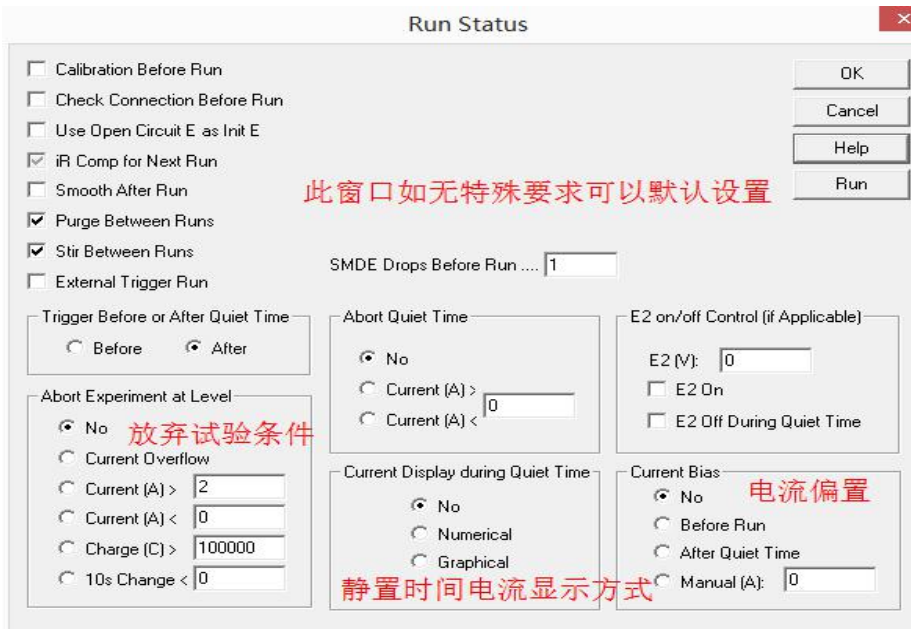 Run Status
Calibration Before Run
Check Connection Before Run
Use Open Circuit E as Init E
iR Comp for Next Run
Smooth After Run
Purge Between Runs
Stir Between Runs
External Trigger Run
OK
Cancel
Help
Run
此窗口如无特殊要求可以默认设置
SMDE Drops Before Run .... 1
Trigger Before or After Quiet Time
Before After
Abort Experiment at Level
No 放弃试验条件
Current Overflow
Current (A) > 2
Current (A) < 0
Charge (C) > 100000
10s Change < 0
Abort Quiet Time
No
Current (A) >
0
Current (A) <
Current Display during Quiet Time
No
Numerical
Graphical
静置时间电流显示方式
E2 on/off Control (if Applicable)
E2 (V): 0
E2 On
E2 Off During Quiet Time
Current Bias
No 电流偏置
Before Run
After Quiet Time
Manual (A): 0